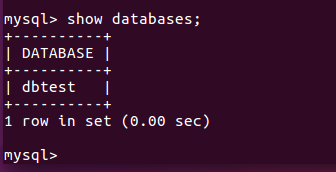 mysql> show databases;
+----------+
| DATABASE |
+----------+
| dbtest   |
+----------+
1 row in set (0.00 sec)
mysql>